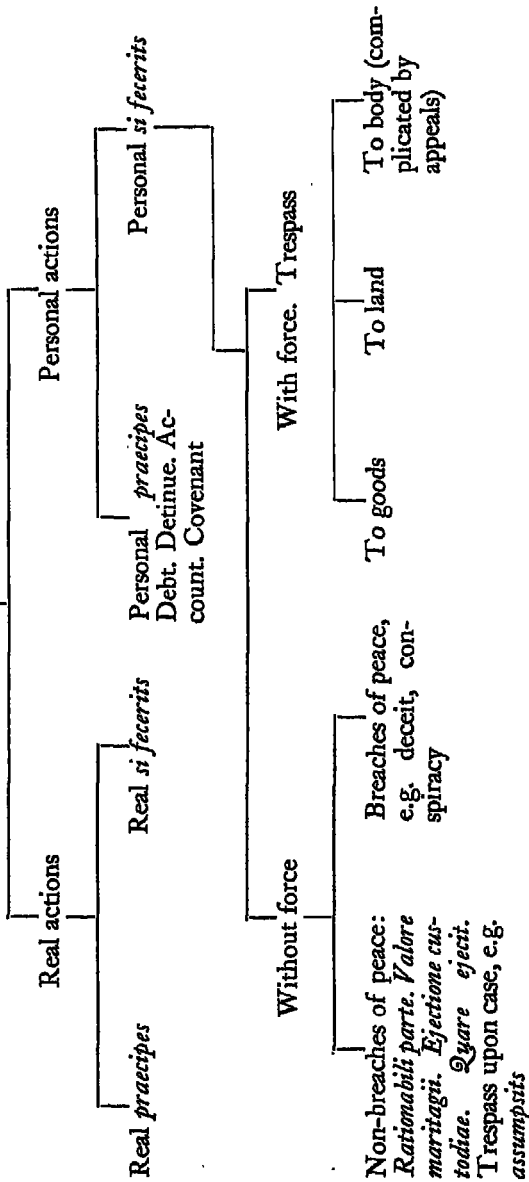 Real actions
Personal actions
Real praecipes
Real si fecerits
Personal praecipes
Debt. Detinue. Ac-
count. Covenant
Personal si fecerits
Without force
With force. Trespass
Non-breaches of peace:
Rationabili parte. Valore
maritagii. Ejectione cus-
todiae. Quare ejecit.
Trespass upon case, e.g.
assumpsits
Breaches of peace,
e.g. deceit, con-
spiracy
To goods
To land
To body (com-
plicated by
appeals)